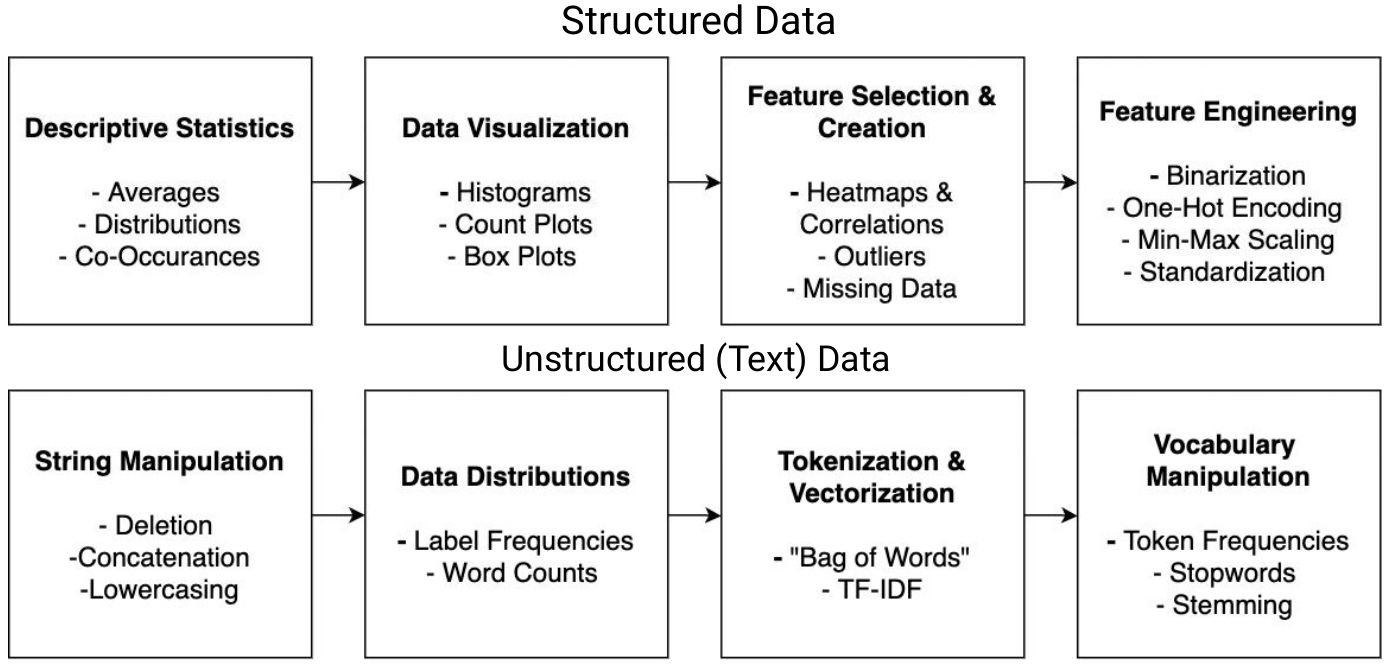 Structured Data
Descriptive Statistics
- Averages
- Distributions
- Co-Occurances
Data Visualization
- Histograms
- Count Plots
- Box Plots
Feature Selection &
Creation
- Heatmaps &
Correlations
- Outliers
- Missing Data
Feature Engineering
- Binarization
- One-Hot Encoding
- Min-Max Scaling
- Standardization
Unstructured (Text) Data
String Manipulation
- Deletion
-Concatenation
-Lowercasing
Data Distributions
- Label Frequencies
- Word Counts
Tokenization &
Vectorization
- "Bag of Words"
- TF-IDF
Vocabulary
Manipulation
- Token Frequencies
- Stopwords
- Stemming